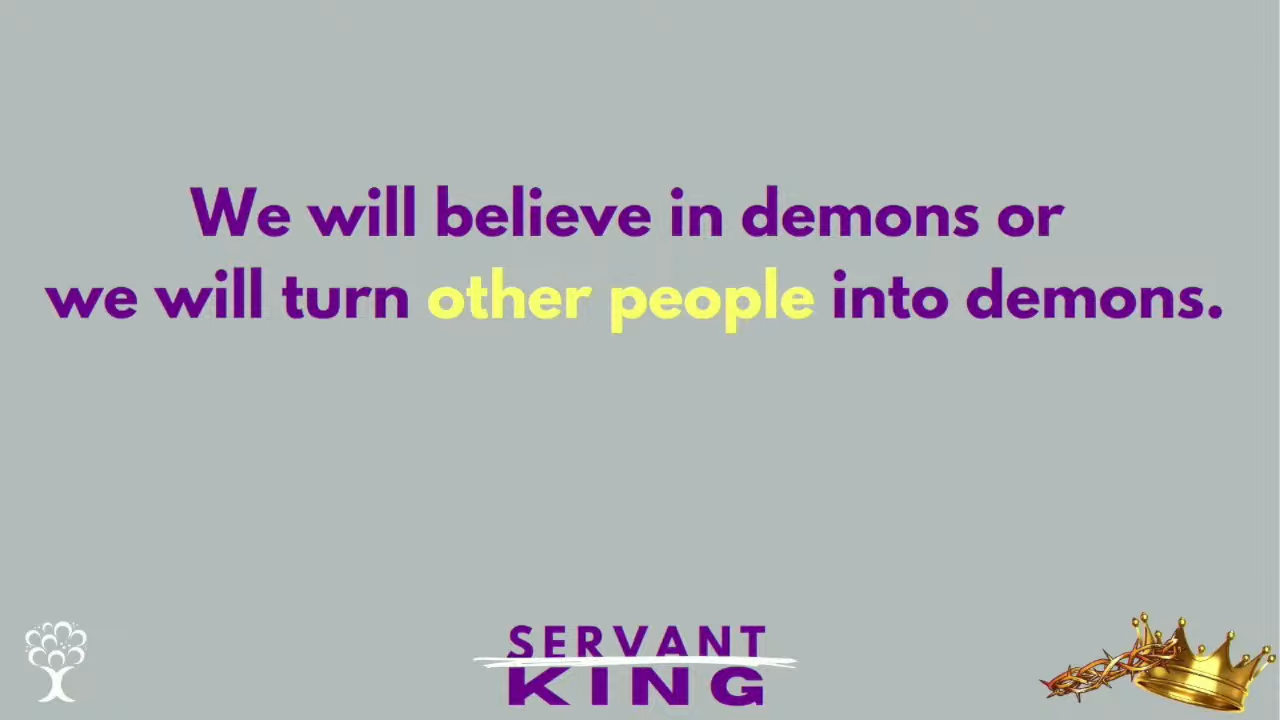 We will believe in demons or
we will turn other people into demons.
SERVANT
KING